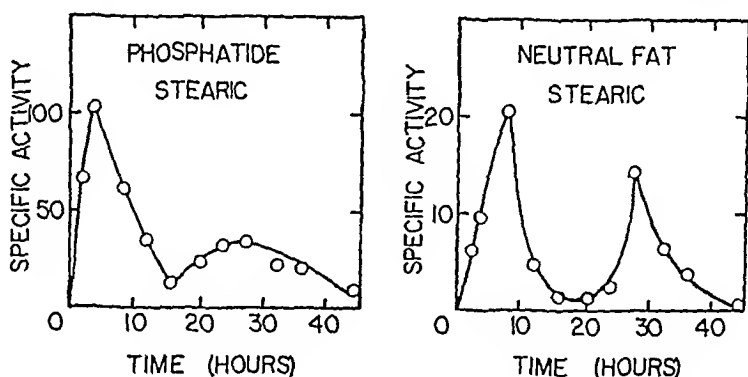 PHOSPHATIDE
STEARIC
SPECIFIC ACTIVITY
100
50
0
10
20
30
40
TIME (HOURS)
NEUTRAL FAT
STEARIC
SPECIFIC ACTIVITY
20
10
0
10
20
30
40
TIME (HOURS)